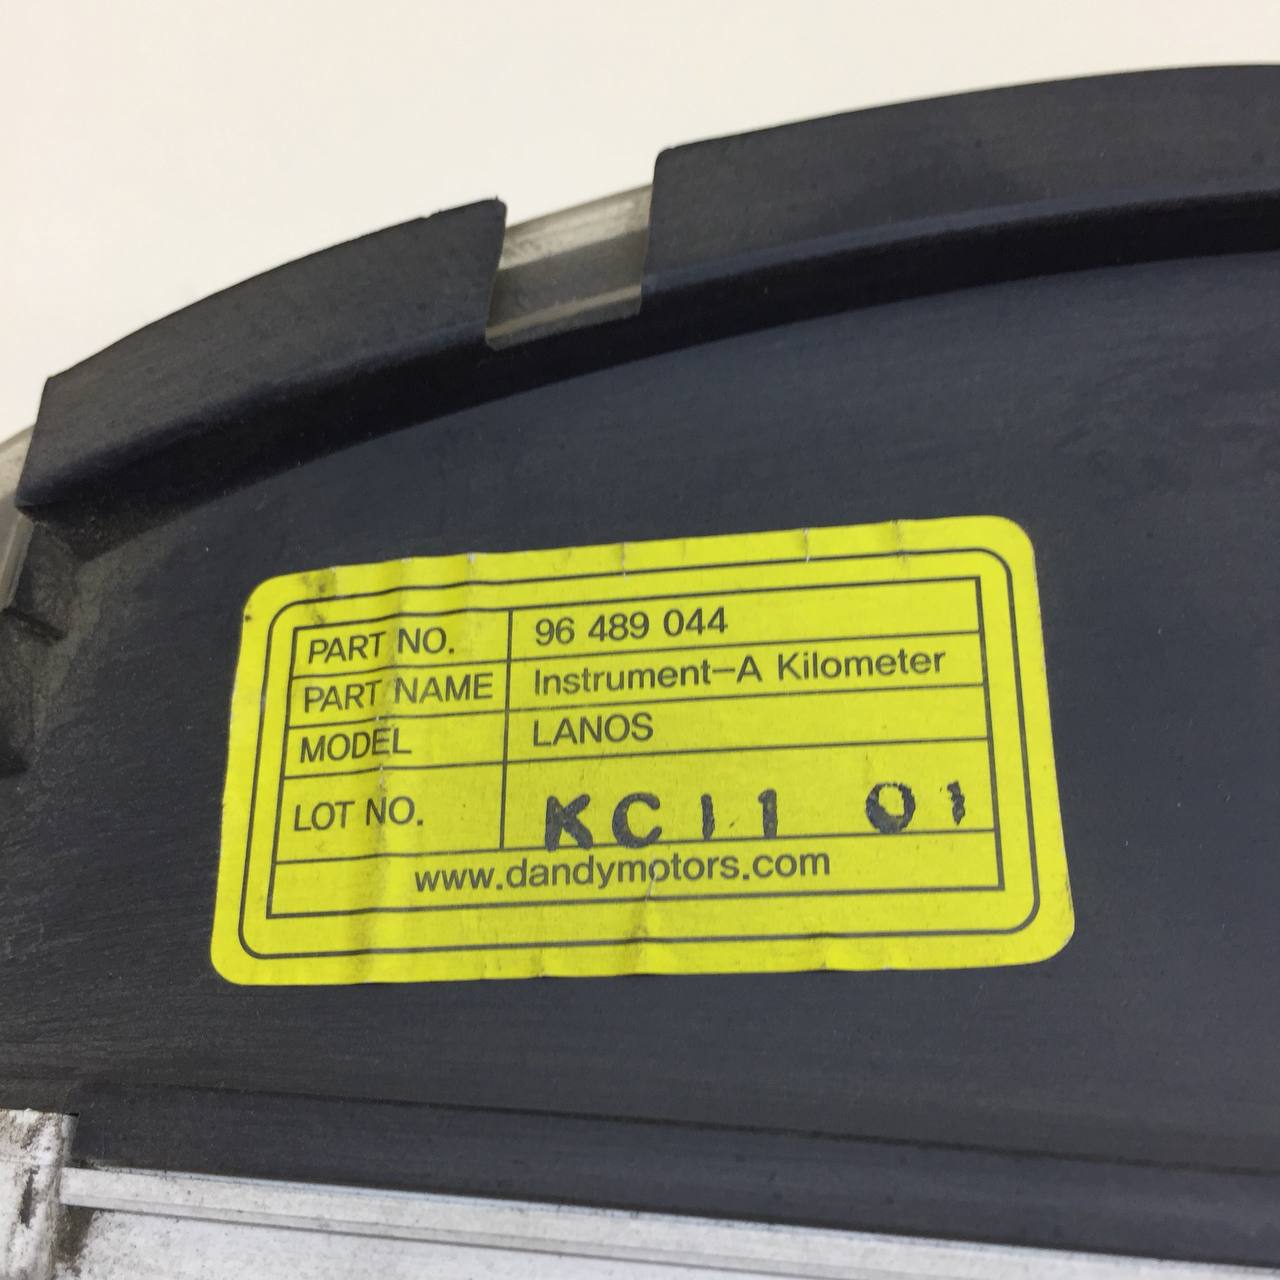 PART NO. 96 489 044
PART NAME Instrument-A Kilometer
MODEL LANOS
LOT NO. KC11 01
www.dandymotors.com